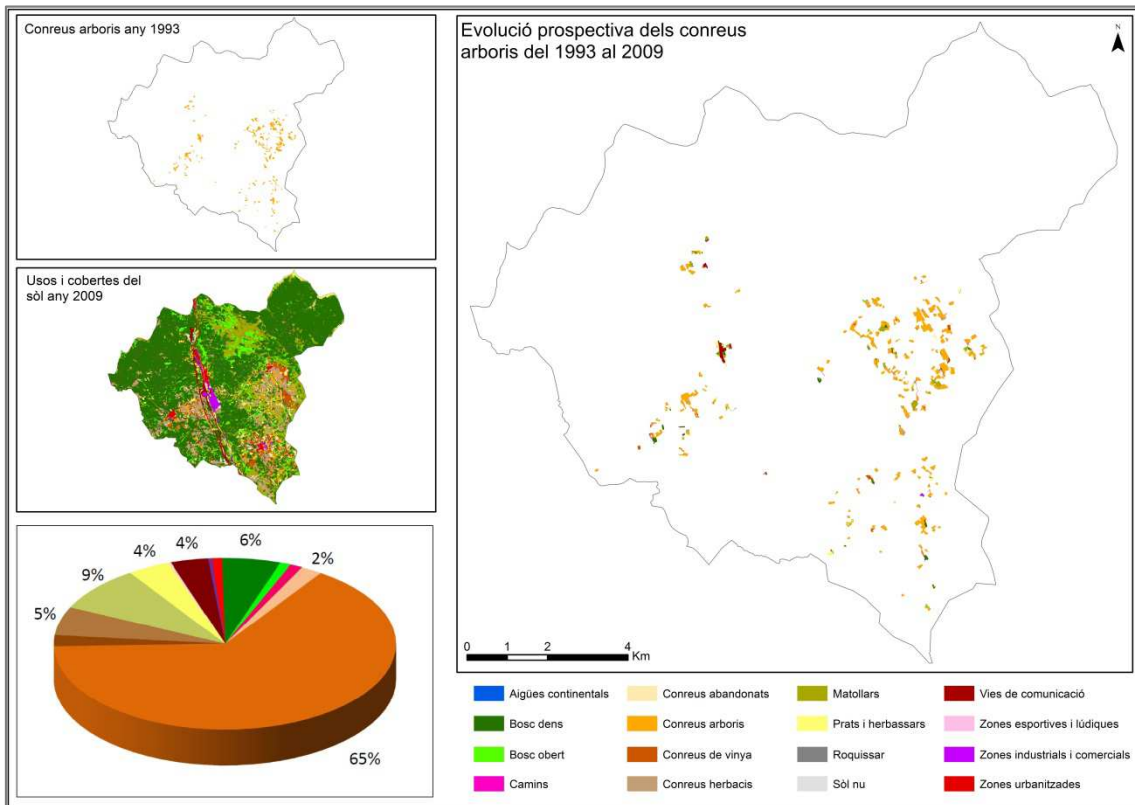 Conreus arboris any 1993
Usos i cobertes del
sòl any 2009
4%
4%
6%
2%
9%
5%
65%
Evolució prospectiva dels conreus
arboris del 1993 al 2009
N
0 1 2 4
Km
Aigües continentals
Bosc dens
Bosc obert
Camins
Conreus abandonats
Conreus arboris
Conreus de vinya
Conreus herbacis
Matollars
Prats i herbassars
Roquissar
Sòl nu
Vies de comunicació
Zones esportives i lúdiques
Zones industrials i comercials
Zones urbanitzades